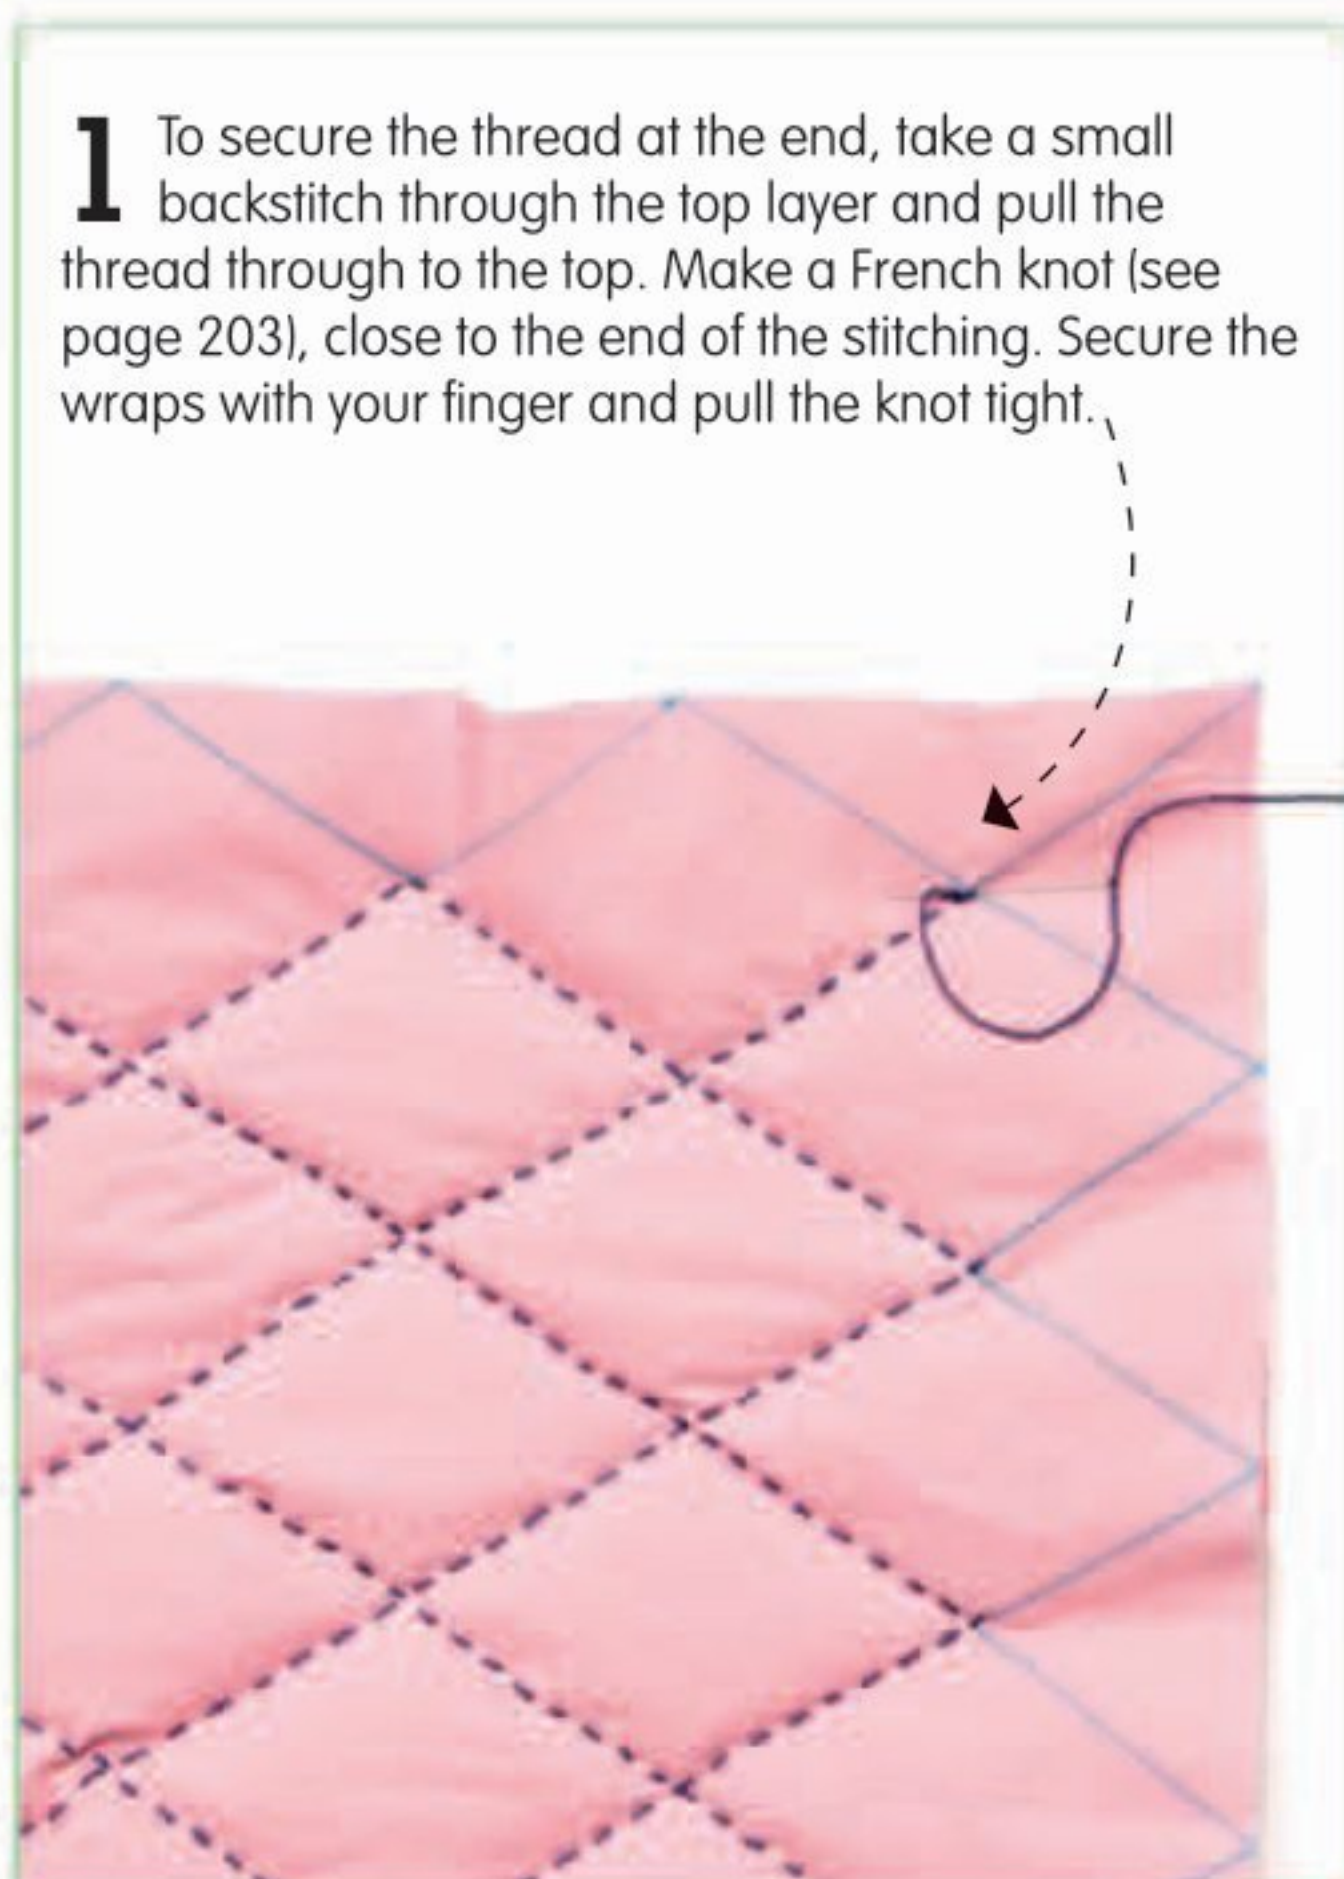 1 To secure the thread at the end, take a small
backstitch through the top layer and pull the
thread through to the top. Make a French knot (see
page 203), close to the end of the stitching. Secure the
wraps with your finger and pull the knot tight.